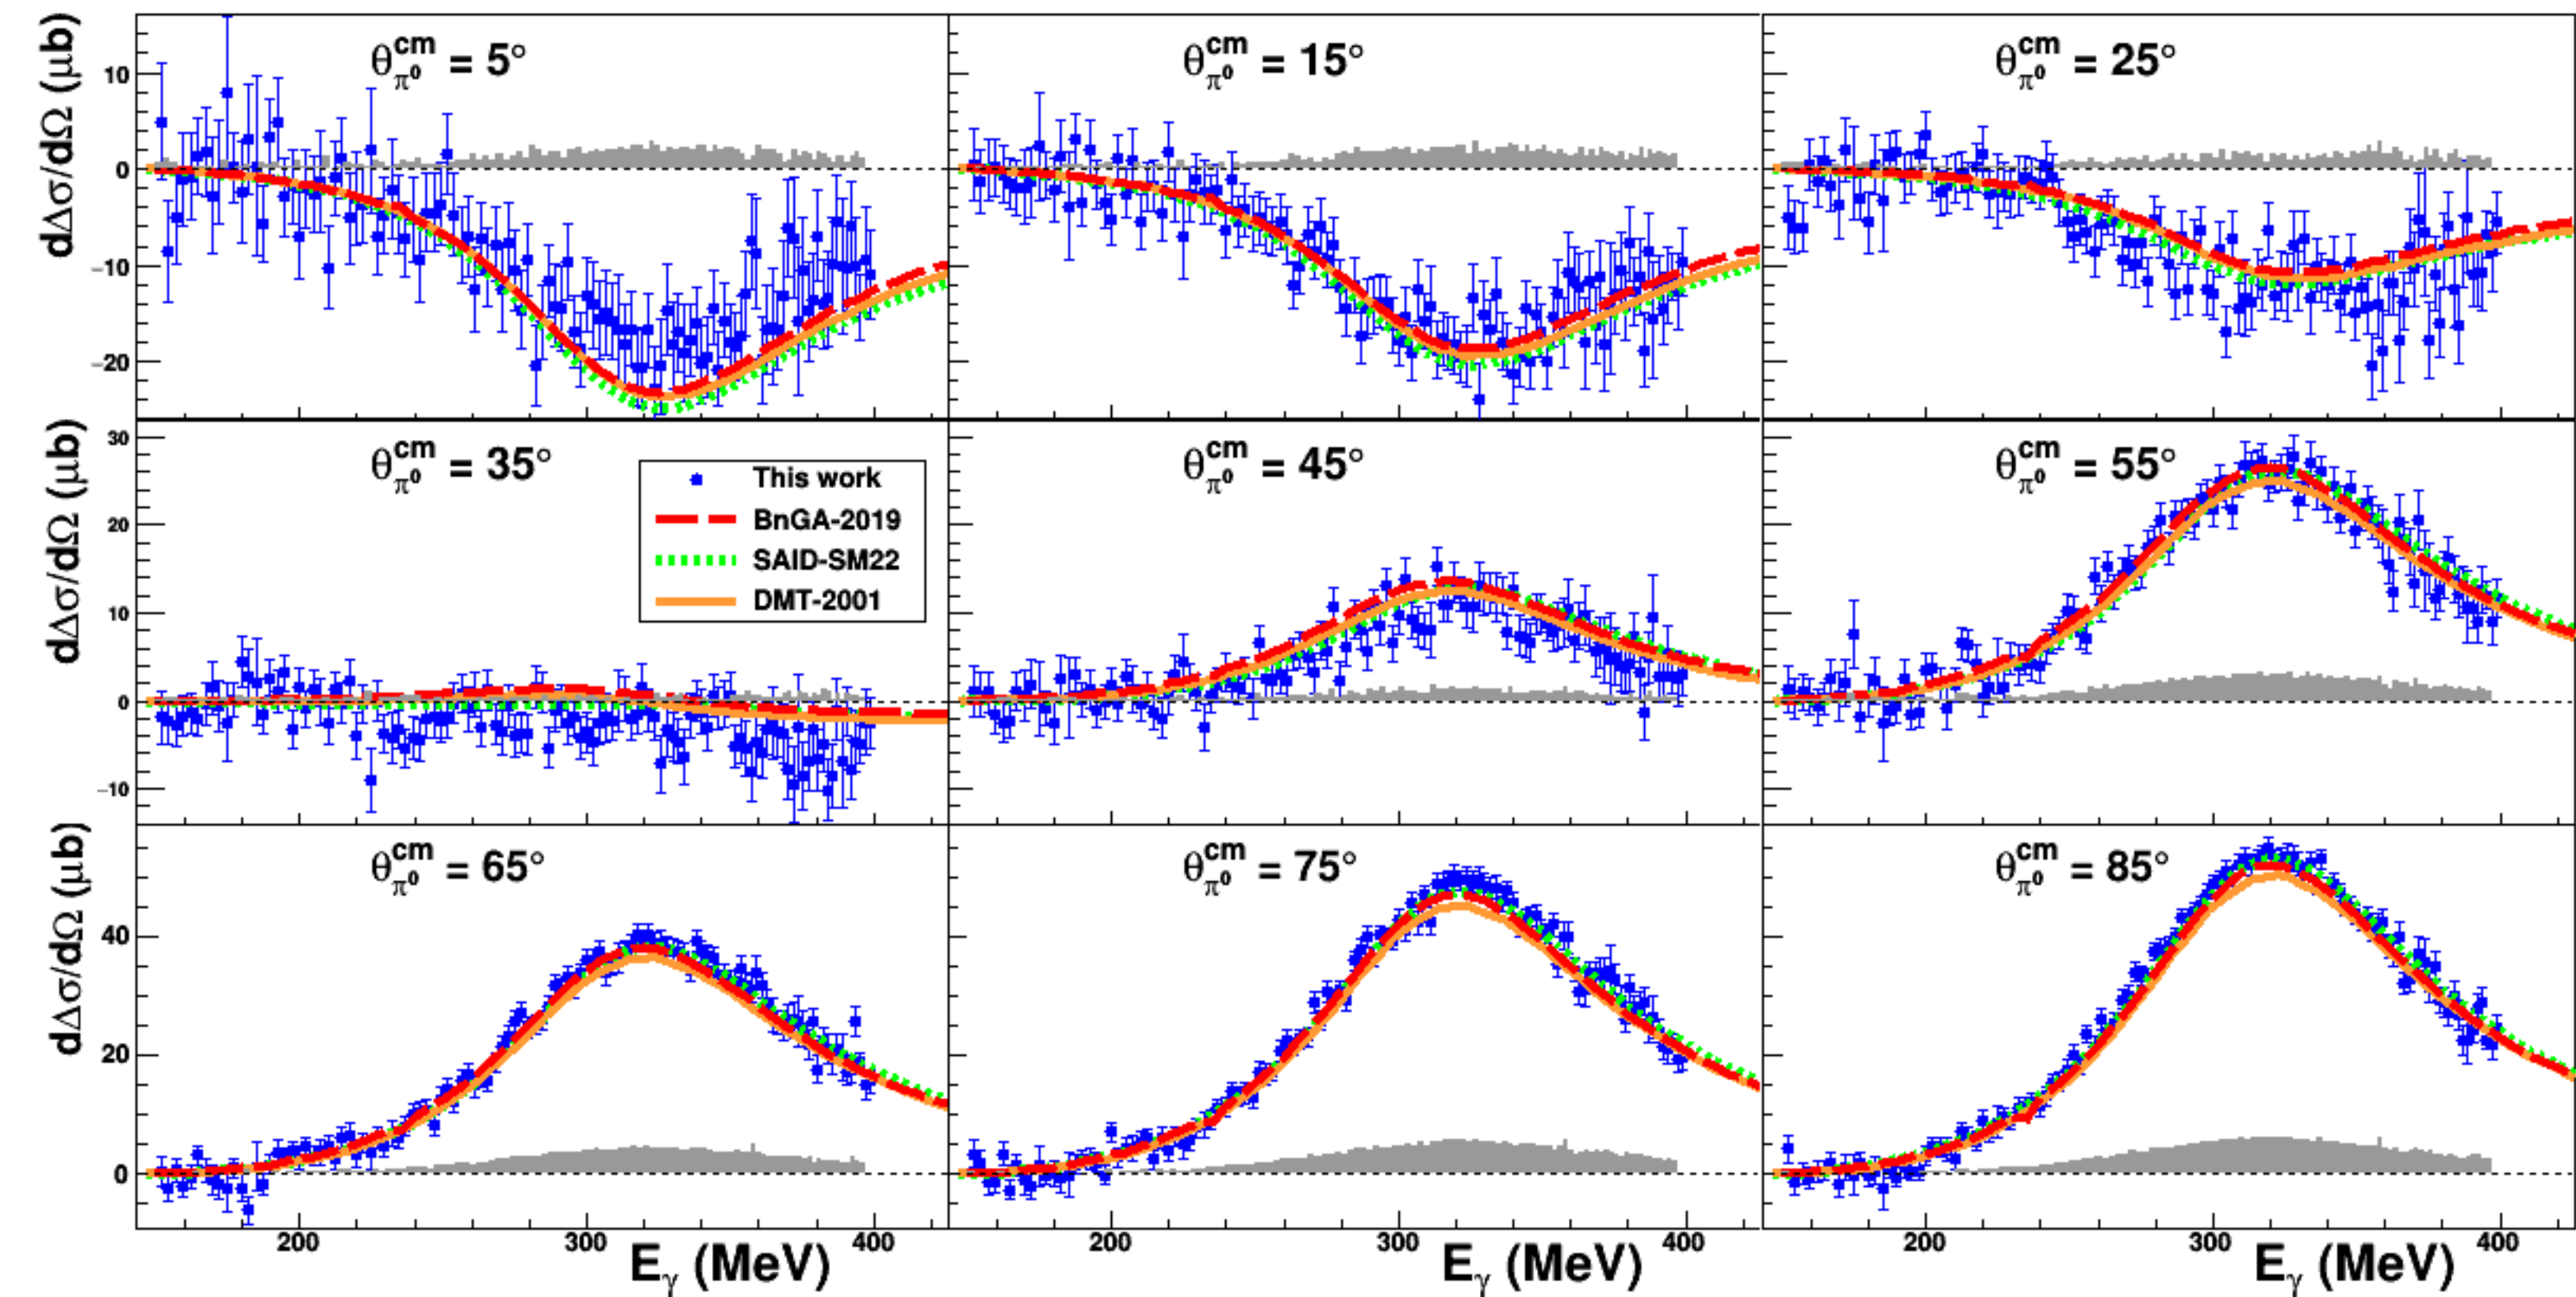 dΔσ/dΩ (μb)
10
0
−10
−20
θ^cm_π⁰ = 5°
θ^cm_π⁰ = 15°
θ^cm_π⁰ = 25°
dΔσ/dΩ (μb)
30
20
10
0
−10
θ^cm_π⁰ = 35°
This work
BnGA-2019
SAID-SM22
DMT-2001
θ^cm_π⁰ = 45°
θ^cm_π⁰ = 55°
dΔσ/dΩ (μb)
40
20
0
θ^cm_π⁰ = 65°
θ^cm_π⁰ = 75°
θ^cm_π⁰ = 85°
200 300 400
200 300 400
200 300 400
E_γ (MeV)
E_γ (MeV)
E_γ (MeV)